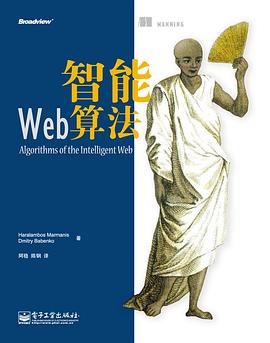 Broadview®
MANNING
智能
Web算法
Algorithms of the Intelligent Web
Haralambos Marmanis
Dmitry Babenko 著
阿稳 陈钢 译
电子工业出版社